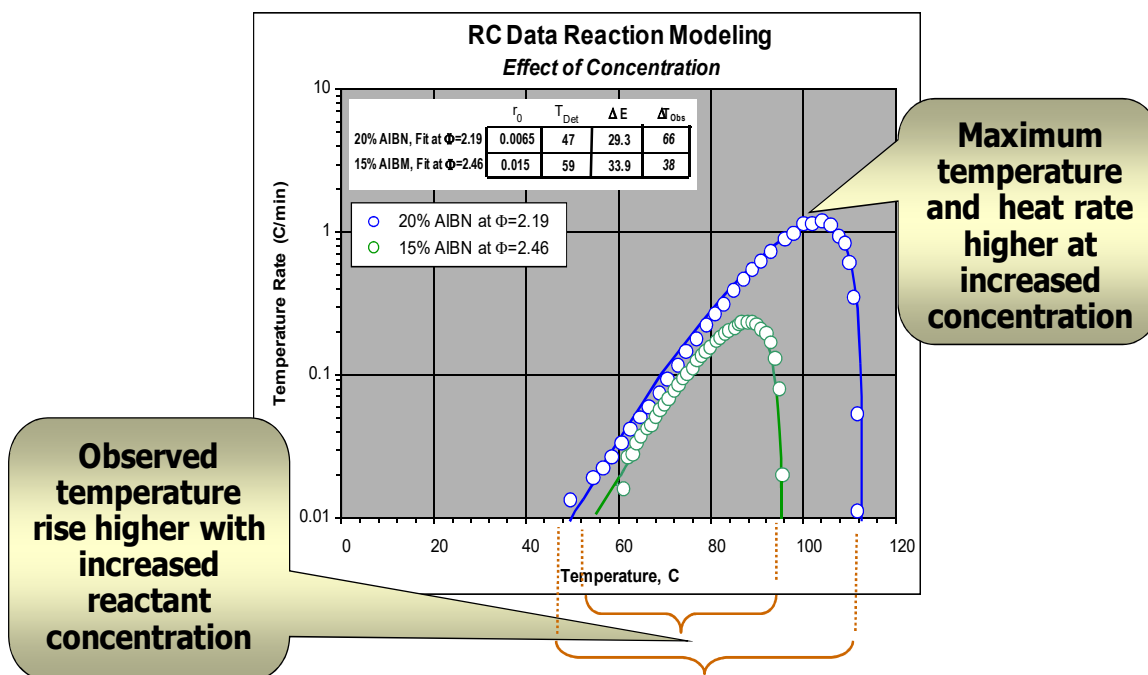 RC Data Reaction Modeling
Effect of Concentration
r0 TDet ΔE ΔTObs
20% AIBN, Fit at Φ=2.19 0.0065 47 29.3 66
15% AIBM, Fit at Φ=2.46 0.015 59 33.9 38
20% AIBN at Φ=2.19
15% AIBN at Φ=2.46
Temperature Rate (C/min)
10
1
0.1
0.01
0 20 40 60 80 100 120
Temperature, C
Maximum
temperature
and heat rate
higher at
increased
concentration
Observed
temperature
rise higher with
increased
reactant
concentration